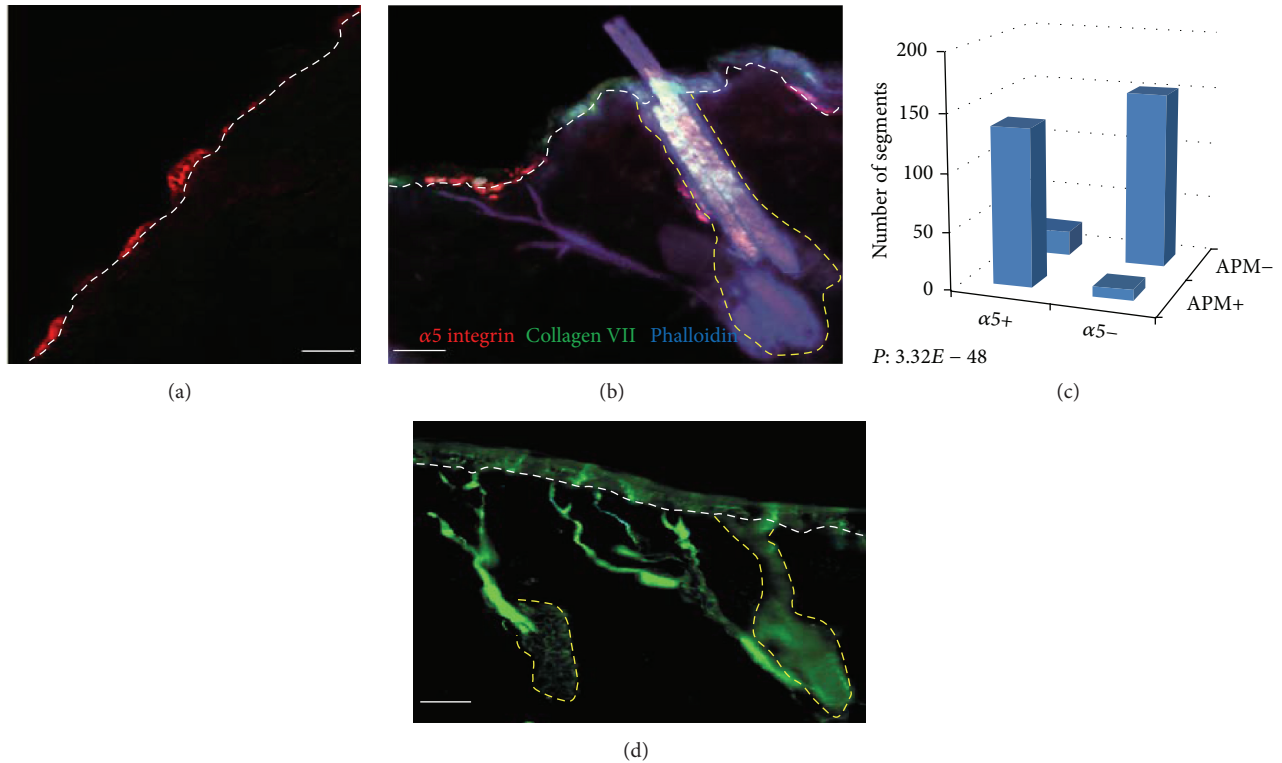 (a)
α5 integrin Collagen VII Phalloidin
(b)
200
150
100
50
0
Number of segments
α5+
α5−
APM−
APM+
P: 3.32E − 48
(c)
(d)